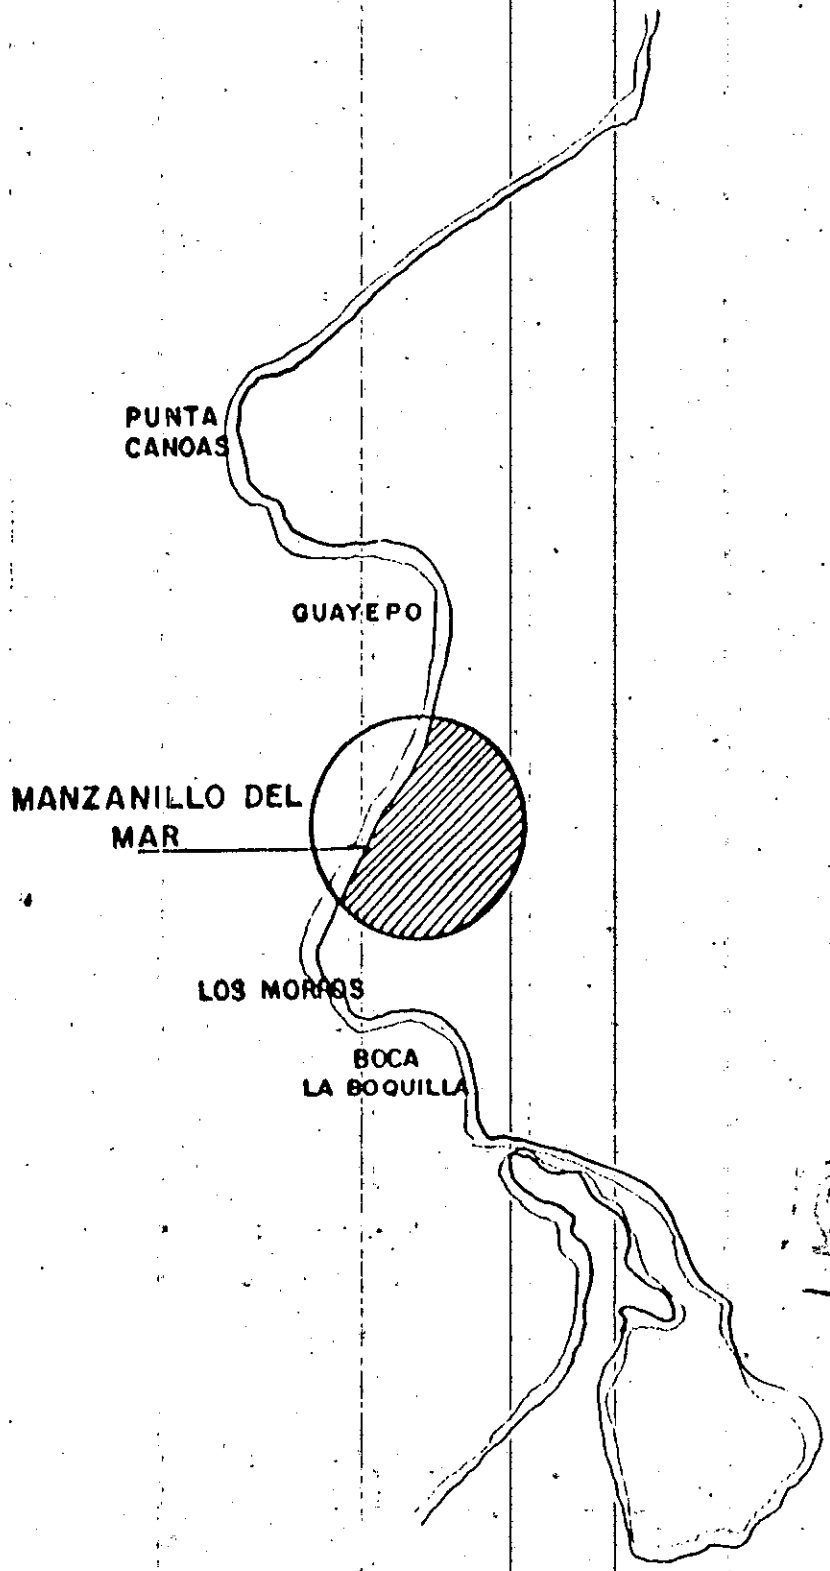 PUNTA
CANOAS
GUAYEPO
MANZANILLO DEL
MAR
LOS MORROS
BOCA
LA BOQUILLA